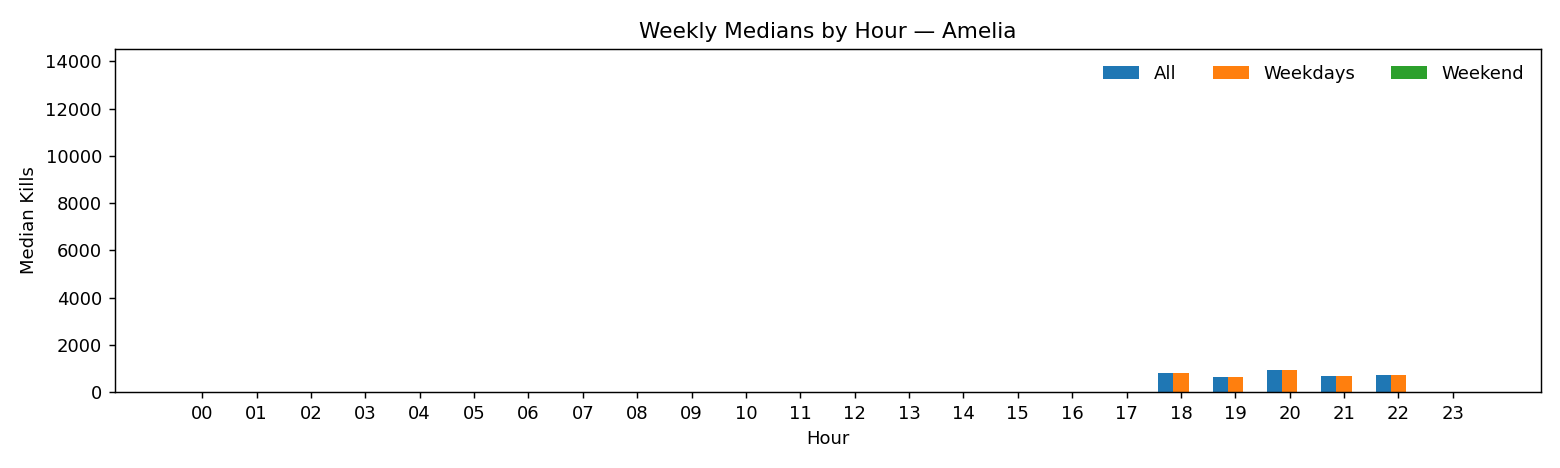 Weekly Medians by Hour — Amelia
All Weekdays Weekend
Median Kills
14000
12000
10000
8000
6000
4000
2000
0
00 01 02 03 04 05 06 07 08 09 10 11 12 13 14 15 16 17 18 19 20 21 22 23
Hour